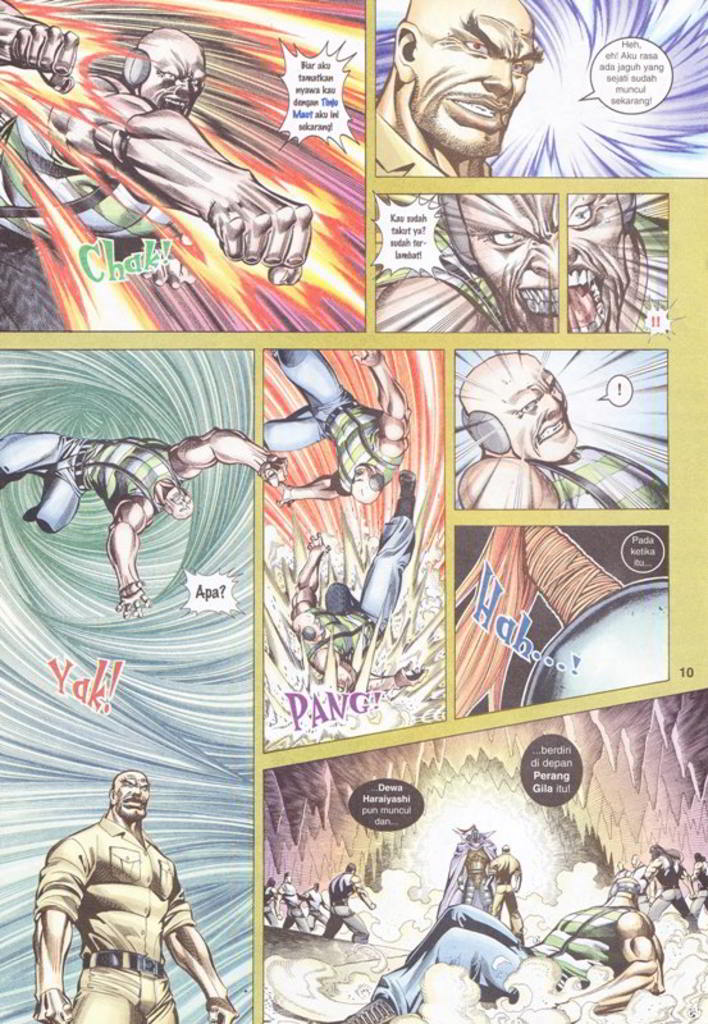 Biar aku
tamatkan
nyawa kau
dengan Tinju
Maut aku ini
sekarang!
Chak!
Heh,
eh! Aku rasa
ada jaguh yang
sejati sudah
muncul
sekarang!
Kau sudah
takut ya?
sudah ter-
lambat!
!!
Apa?
Yak!
PANG!
!
Pada
ketika
itu...
Hah...!
10
...Dewa
Haraiyashi
pun muncul
dan...
...berdiri
di depan
Perang
Gila itu!